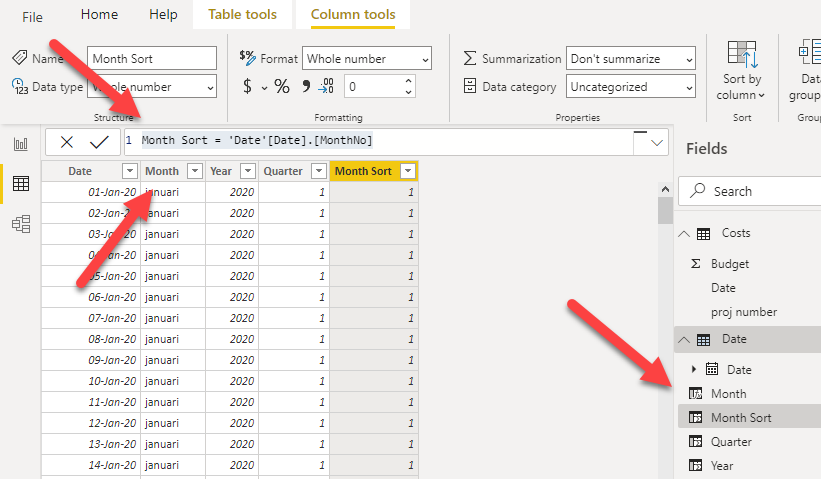 File Home Help Table tools Column tools
Name Month Sort
Data type Whole number
Structure
$% Format Whole number
$ % 9 .00 0
Formatting
Summarization Don't summarize
Data category Uncategorized
Properties
Sort by
column
Sort
Data
group
Group
1 Month Sort = 'Date'[Date].[MonthNo]
Date Month Year Quarter Month Sort
01-Jan-20 januari 2020 1 1
02-Jan-20 januari 2020 1 1
03-Jan-20 januari 2020 1 1
04-Jan-20 januari 2020 1 1
05-Jan-20 januari 2020 1 1
06-Jan-20 januari 2020 1 1
07-Jan-20 januari 2020 1 1
08-Jan-20 januari 2020 1 1
09-Jan-20 januari 2020 1 1
10-Jan-20 januari 2020 1 1
11-Jan-20 januari 2020 1 1
12-Jan-20 januari 2020 1 1
13-Jan-20 januari 2020 1 1
14-Jan-20 januari 2020 1 1
Fields
Search
Costs
Σ Budget
Date
proj number
Date
Date
Month
Month Sort
Quarter
Year